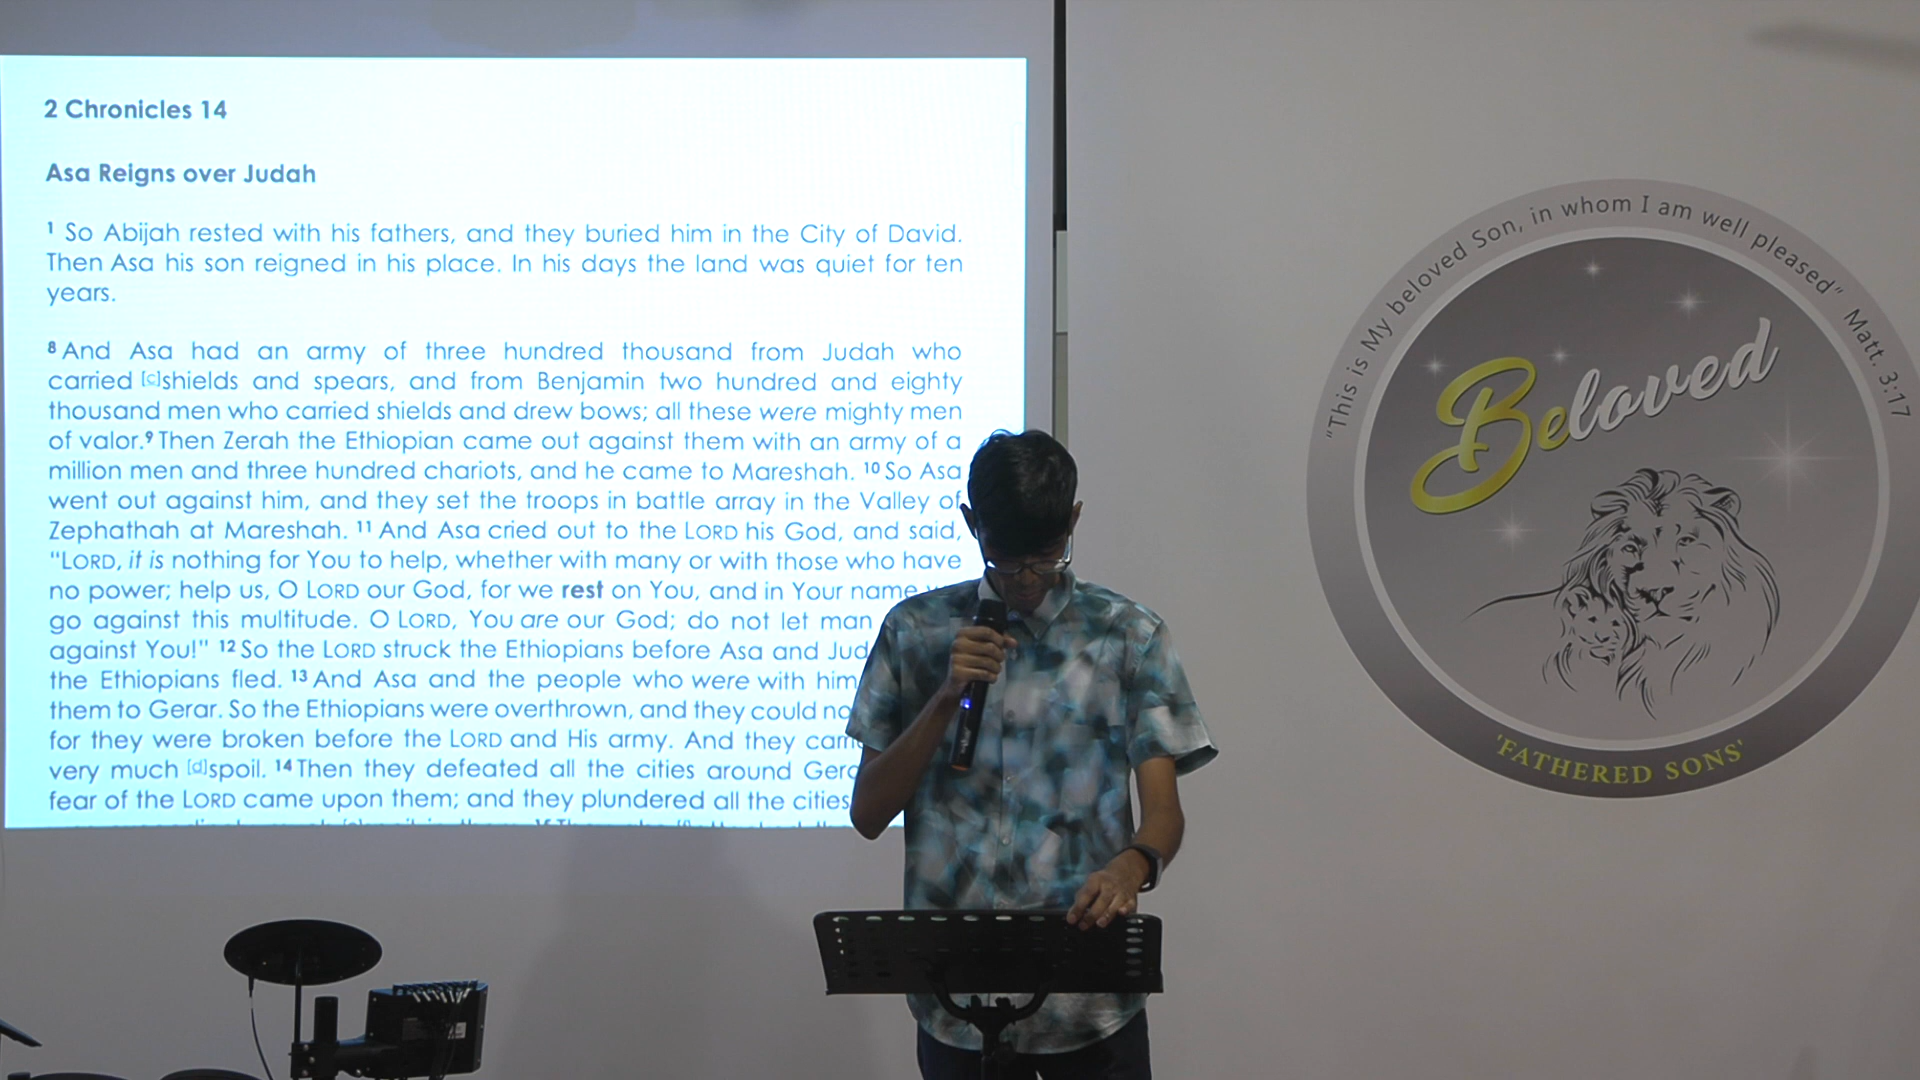 2 Chronicles 14
Asa Reigns over Judah
1 So Abijah rested with his fathers, and they buried him in the City of David.
Then Asa his son reigned in his place. In his days the land was quiet for ten
years.
8 And Asa had an army of three hundred thousand from Judah who
carried [c]shields and spears, and from Benjamin two hundred and eighty
thousand men who carried shields and drew bows; all these were mighty men
of valor.9 Then Zerah the Ethiopian came out against them with an army of a
million men and three hundred chariots, and he came to Mareshah. 10 So Asa
went out against him, and they set the troops in battle array in the Valley of
Zephathah at Mareshah. 11 And Asa cried out to the LORD his God, and said,
"LORD, it is nothing for You to help, whether with many or with those who have
no power; help us, O LORD our God, for we rest on You, and in Your name
go against this multitude. O LORD, You are our God; do not let man
against You!" 12 So the LORD struck the Ethiopians before Asa and
the Ethiopians fled. 13 And Asa and the people who were with him
them to Gerar. So the Ethiopians were overthrown, and they could
for they were broken before the LORD and His army. And they
very much [d]spoil. 14 Then they defeated all the cities around
fear of the LORD came upon them; and they plundered all the cities
"This is My beloved Son, in whom I am well pleased" Matt. 3:17
Beloved
'FATHERED SONS'